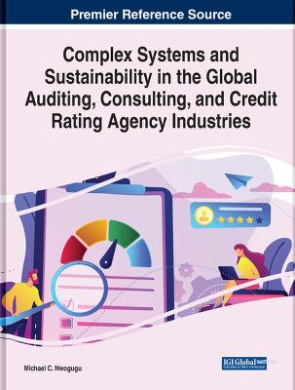 Premier Reference Source
Complex Systems and
Sustainability in the Global
Auditing, Consulting, and Credit
Rating Agency Industries
Michael C. Nwogugu
IGI Global